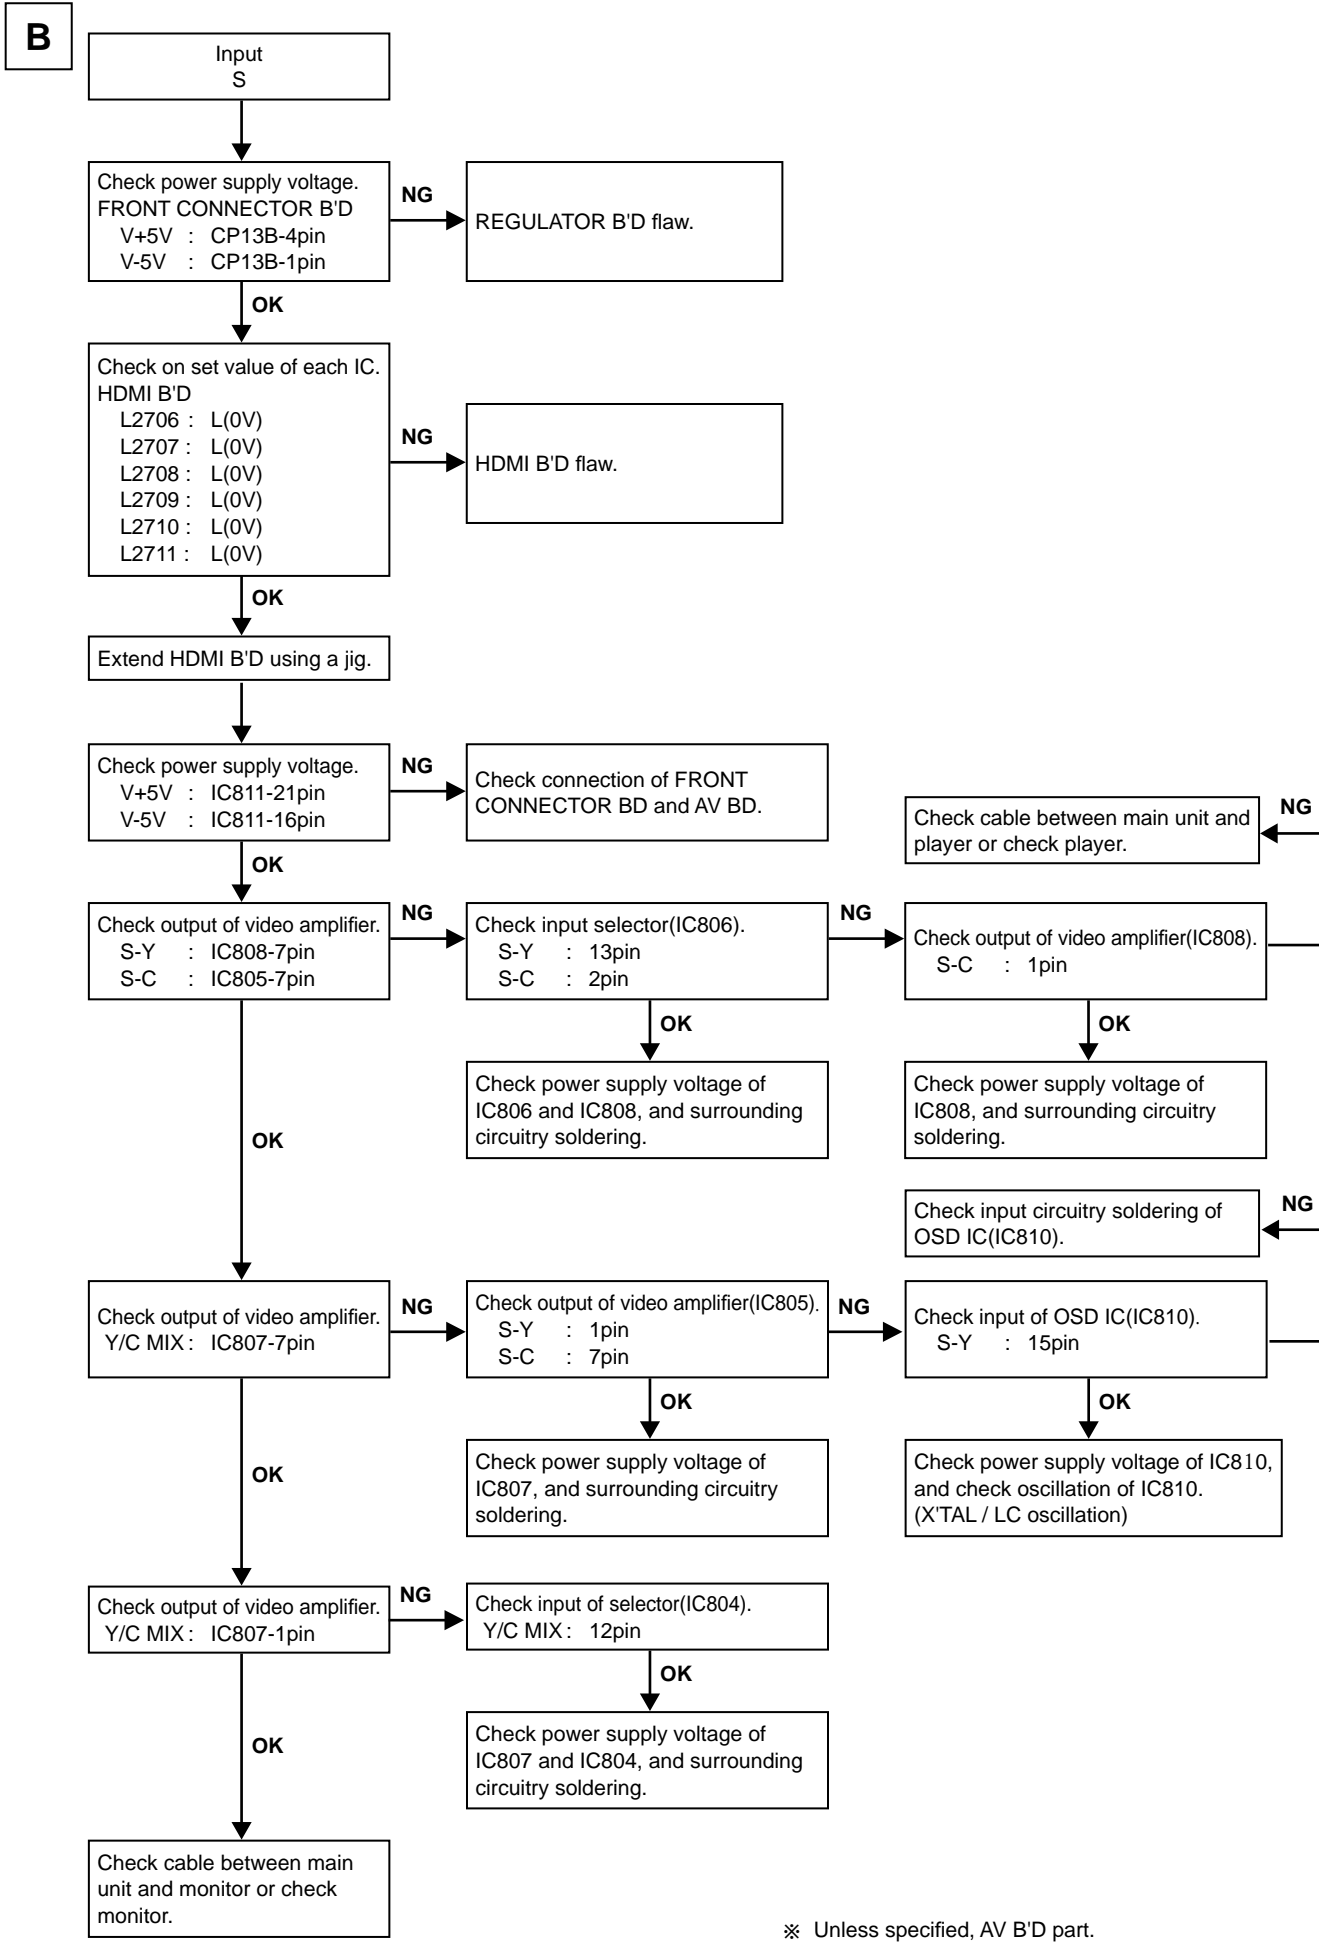 B
Input
S
Check power supply voltage.
FRONT CONNECTOR B'D
V+5V : CP13B-4pin
V-5V : CP13B-1pin
NG
REGULATOR B'D flaw.
OK
Check on set value of each IC.
HDMI B'D
L2706 : L(0V)
L2707 : L(0V)
L2708 : L(0V)
L2709 : L(0V)
L2710 : L(0V)
L2711 : L(0V)
NG
HDMI B'D flaw.
OK
Extend HDMI B'D using a jig.
Check power supply voltage.
V+5V : IC811-21pin
V-5V : IC811-16pin
NG
Check connection of FRONT
CONNECTOR BD and AV BD.
Check cable between main unit and
player or check player.
NG
OK
Check output of video amplifier.
S-Y : IC808-7pin
S-C : IC805-7pin
NG
Check input selector(IC806).
S-Y : 13pin
S-C : 2pin
NG
Check output of video amplifier(IC808).
S-C : 1pin
OK
Check power supply voltage of
IC806 and IC808, and surrounding
circuitry soldering.
OK
Check power supply voltage of
IC808, and surrounding circuitry
soldering.
OK
Check input circuitry soldering of
OSD IC(IC810).
NG
Check output of video amplifier.
Y/C MIX : IC807-7pin
NG
Check output of video amplifier(IC805).
S-Y : 1pin
S-C : 7pin
NG
Check input of OSD IC(IC810).
S-Y : 15pin
OK
Check power supply voltage of
IC807, and surrounding circuitry
soldering.
OK
Check power supply voltage of IC810,
and check oscillation of IC810.
(X'TAL / LC oscillation)
OK
Check output of video amplifier.
Y/C MIX : IC807-1pin
NG
Check input of selector(IC804).
Y/C MIX : 12pin
OK
Check power supply voltage of
IC807 and IC804, and surrounding
circuitry soldering.
OK
Check cable between main
unit and monitor or check
monitor.
※ Unless specified, AV B'D part.